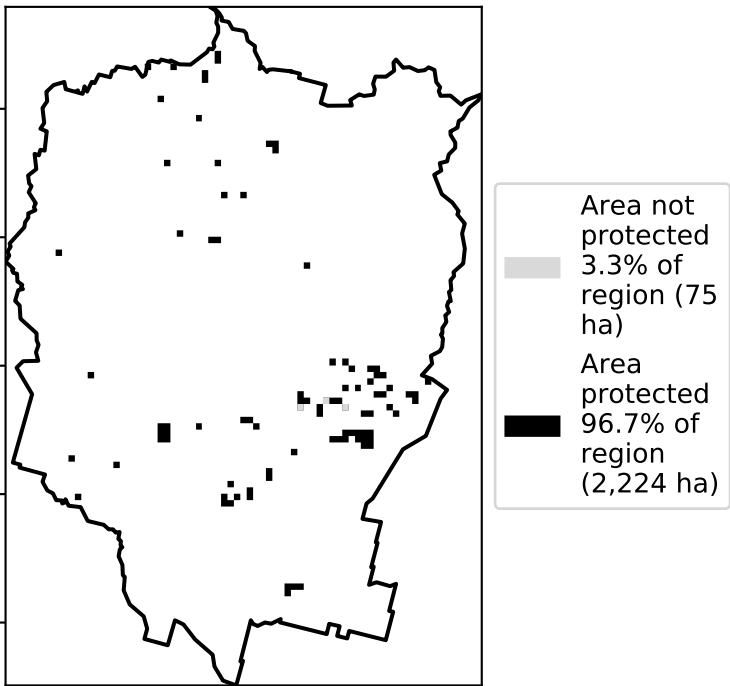 Area not
protected
3.3% of
region (75
ha)
Area
protected
96.7% of
region
(2,224 ha)